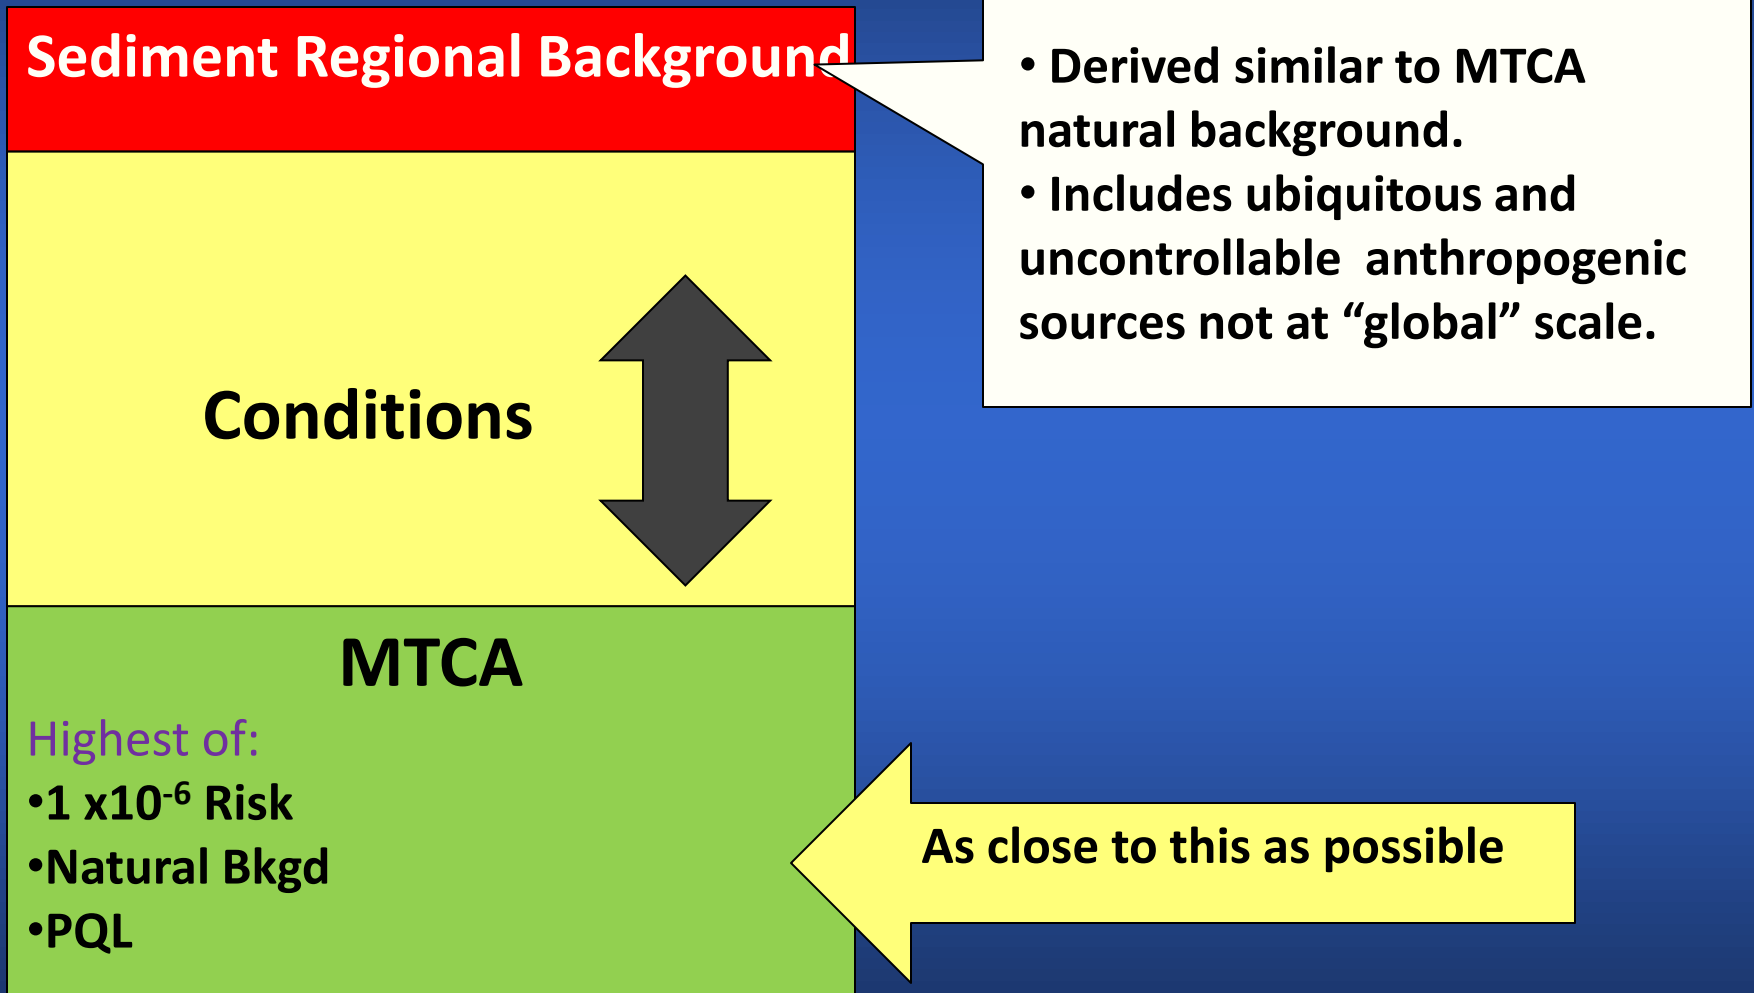 Sediment Regional Background
• Derived similar to MTCA
natural background.
• Includes ubiquitous and
uncontrollable anthropogenic
sources not at “global” scale.
Conditions
MTCA
Highest of:
•1 x10⁻⁶ Risk
•Natural Bkgd
•PQL
As close to this as possible